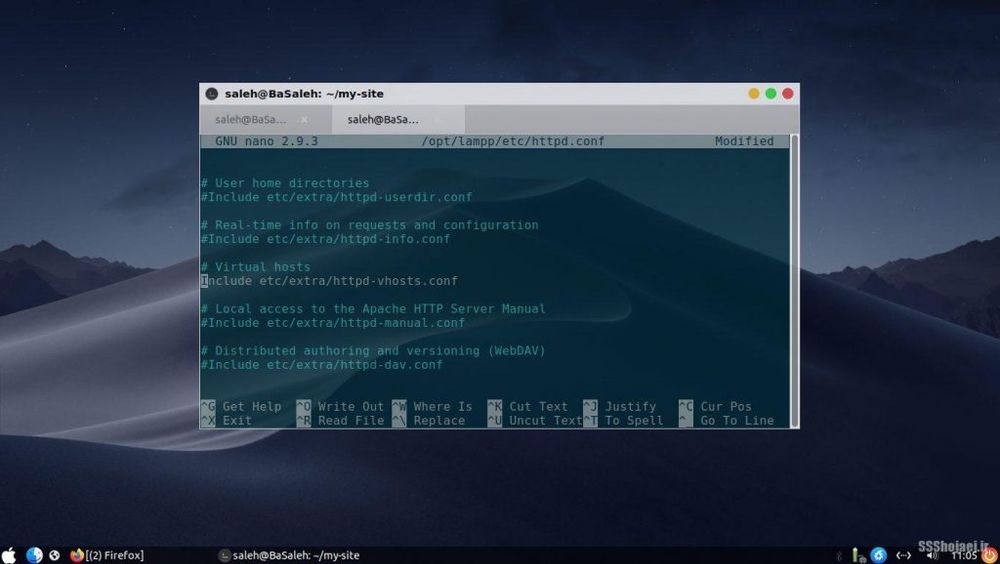 saleh@BaSaleh: ~/my-site
saleh@BaSa... × saleh@BaSa...
GNU nano 2.9.3 /opt/lampp/etc/httpd.conf Modified
# User home directories
#Include etc/extra/httpd-userdir.conf
# Real-time info on requests and configuration
#Include etc/extra/httpd-info.conf
# Virtual hosts
Include etc/extra/httpd-vhosts.conf
# Local access to the Apache HTTP Server Manual
#Include etc/extra/httpd-manual.conf
# Distributed authoring and versioning (WebDAV)
#Include etc/extra/httpd-dav.conf
^G Get Help ^O Write Out ^W Where Is ^K Cut Text ^J Justify ^C Cur Pos
^X Exit ^R Read File ^\ Replace ^U Uncut Text ^T To Spell ^_ Go To Line
[(2) Firefox] saleh@BaSaleh: ~/my-site 11:05
SSShojaei.ir